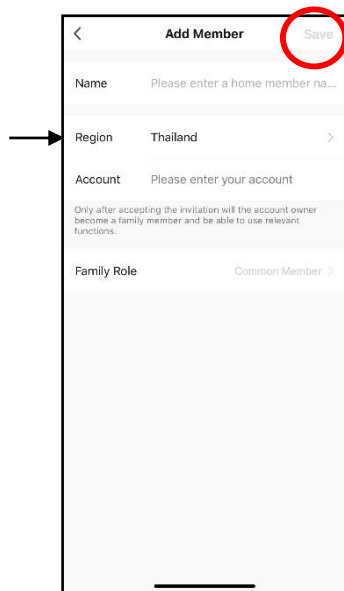 Add Member
Save
Name Please enter a home member na...
Region Thailand
Account Please enter your account
Only after accepting the invitation will the account owner
become a family member and be able to use relevant
functions.
Family Role Common Member